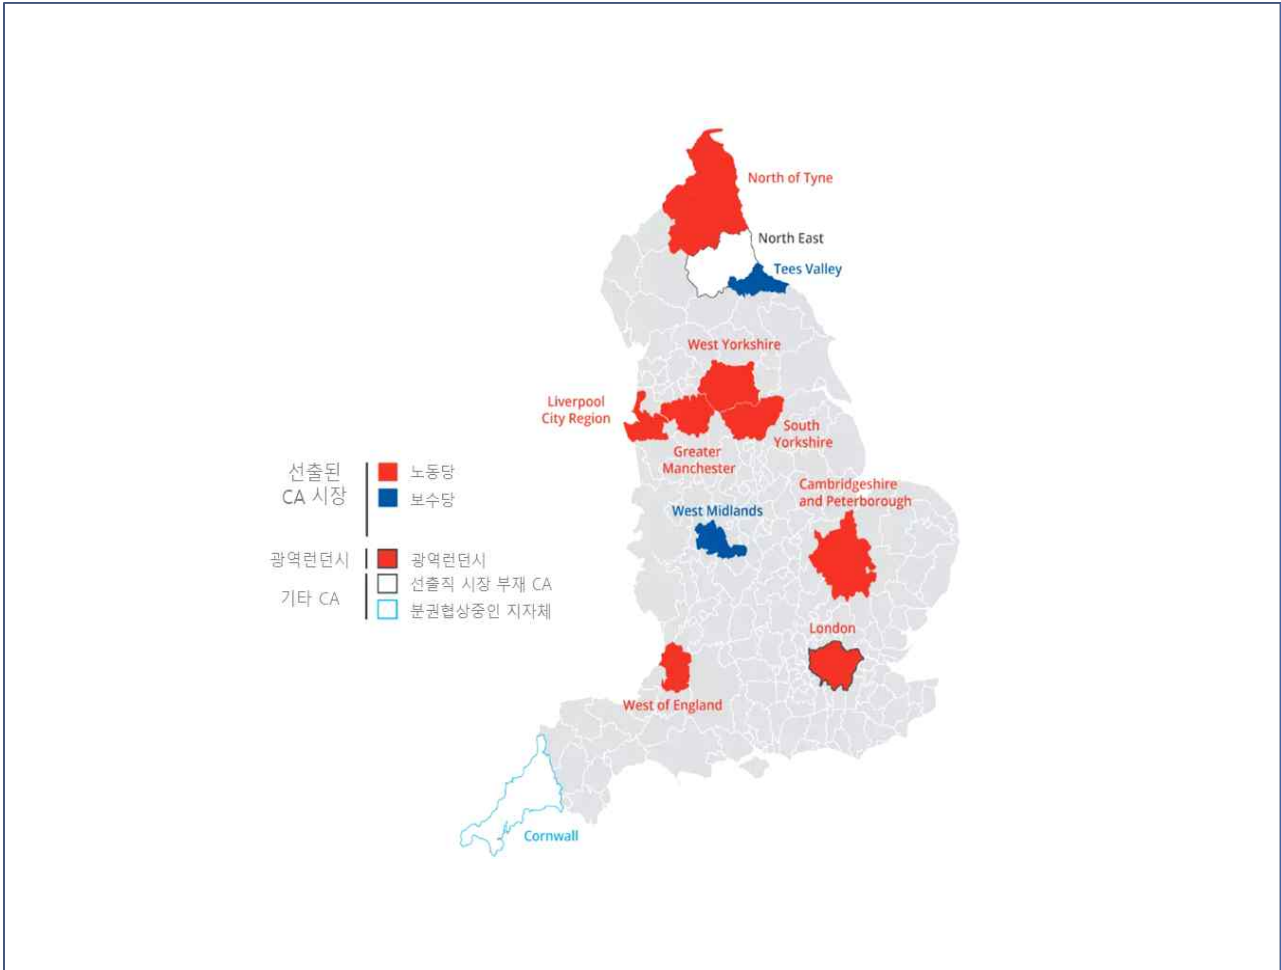 North of Tyne
North East
Tees Valley
West Yorkshire
Liverpool
City Region
South
Yorkshire
Greater
Manchester
선출된
CA 시장
노동당
보수당
Cambridgeshire
and Peterborough
West Midlands
광역런던시
광역런던시
선출직 시장 부재 CA
기타 CA
분권협상중인 지자체
London
West of England
Cornwall